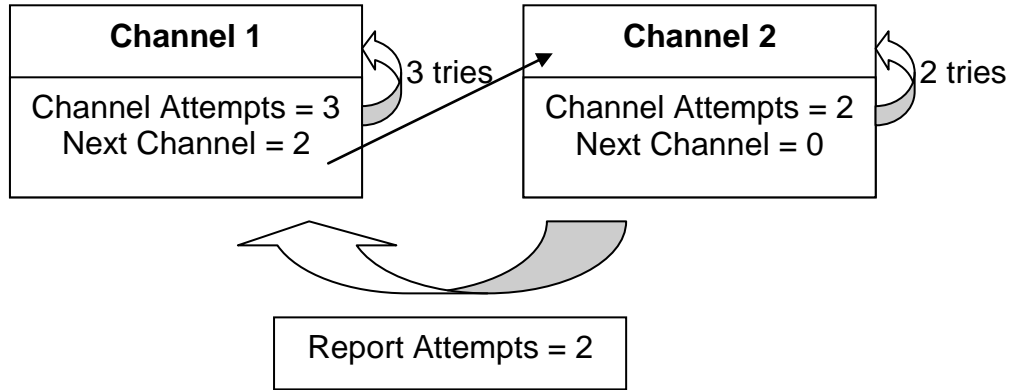 Channel 1
Channel Attempts = 3
Next Channel = 2
3 tries
Channel 2
Channel Attempts = 2
Next Channel = 0
2 tries
Report Attempts = 2